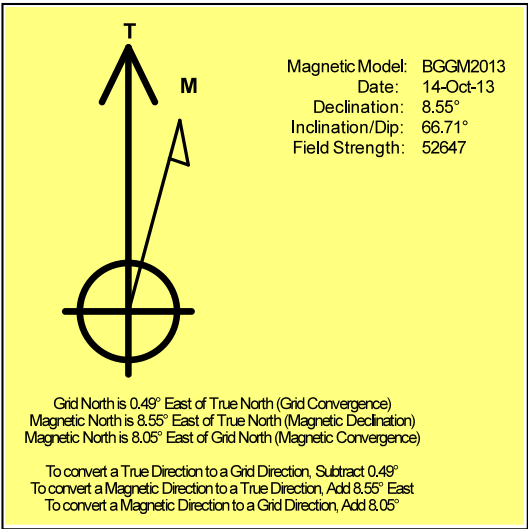 T
M
Magnetic Model: BGGM2013
Date: 14-Oct-13
Declination: 8.55°
Inclination/Dip: 66.71°
Field Strength: 52647
Grid North is 0.49° East of True North (Grid Convergence)
Magnetic North is 8.55° East of True North (Magnetic Declination)
Magnetic North is 8.05° East of Grid North (Magnetic Convergence)
To convert a True Direction to a Grid Direction, Subtract 0.49°
To convert a Magnetic Direction to a True Direction, Add 8.55° East
To convert a Magnetic Direction to a Grid Direction, Add 8.05°